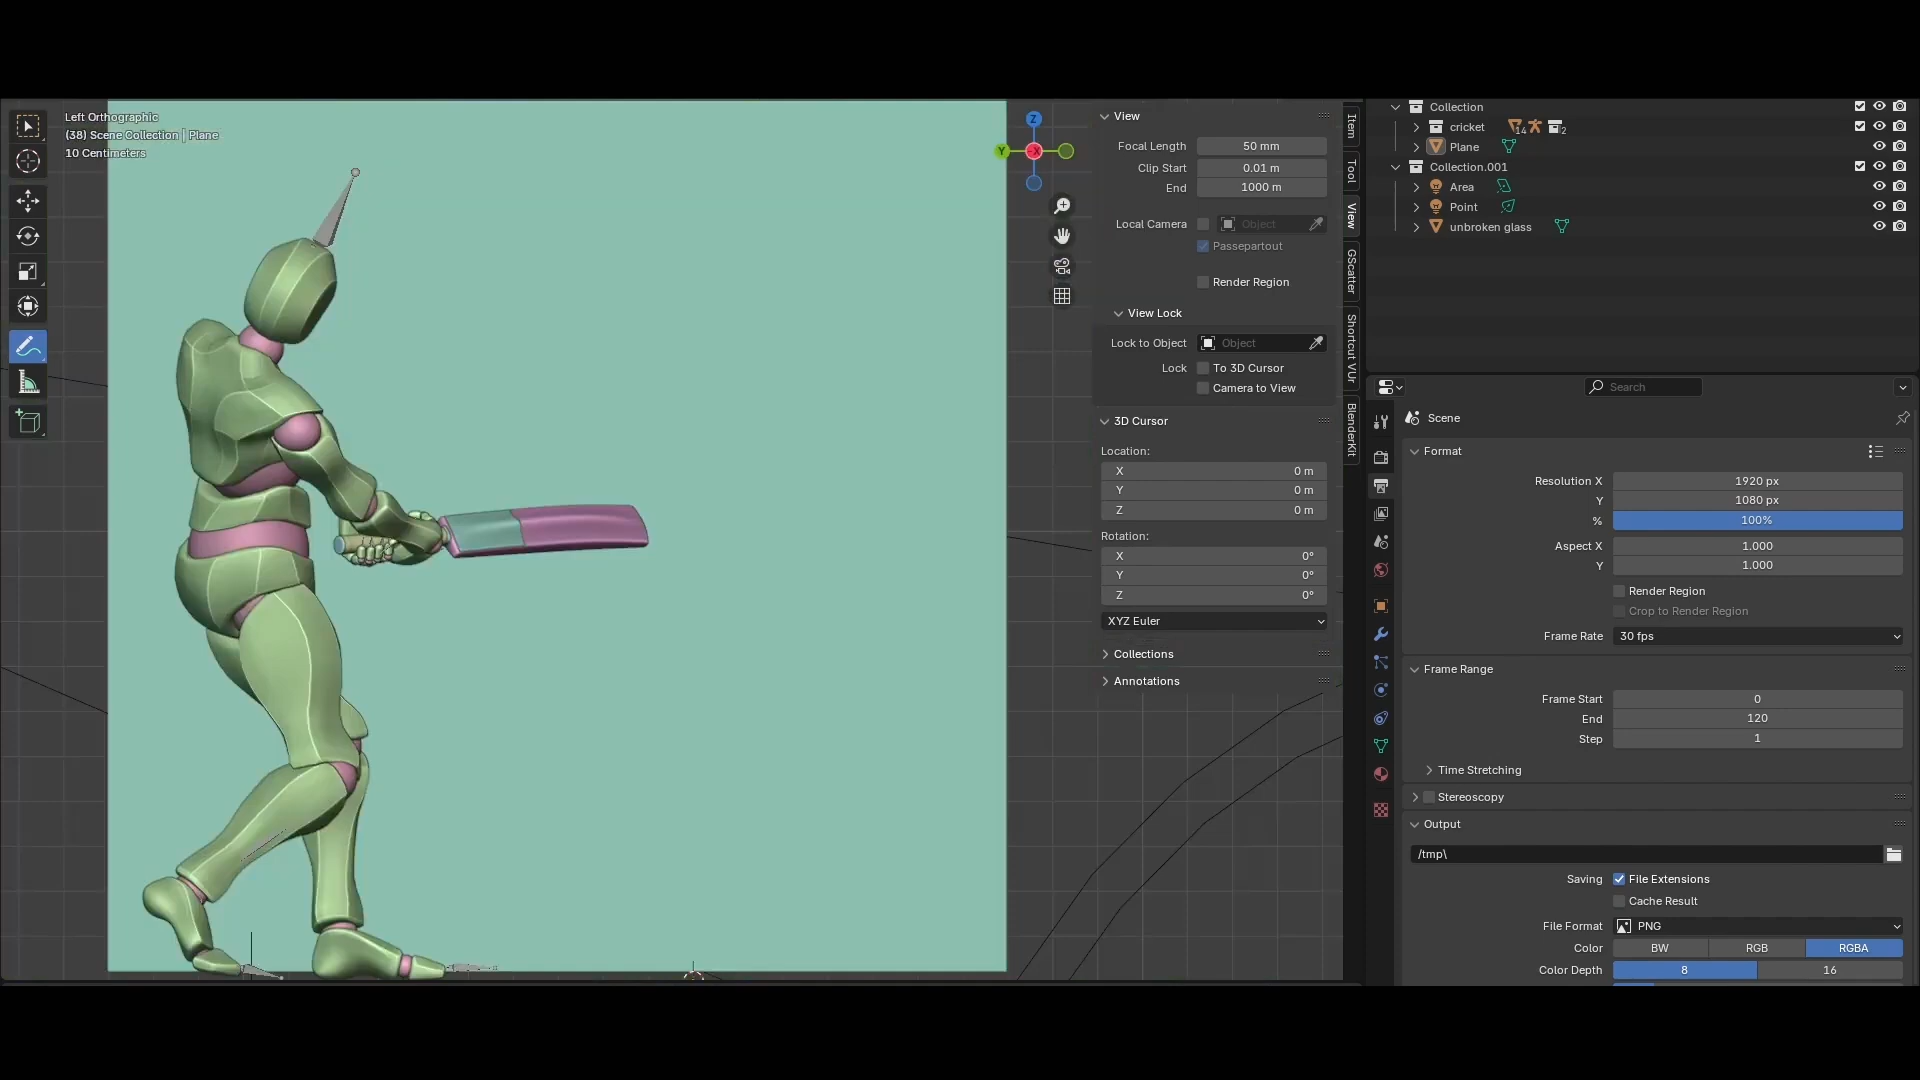 Left Orthographic
(38) Scene Collection | Plane
10 Centimeters
Z
Y
-X
View
Focal Length 50 mm
Clip Start 0.01 m
End 1000 m
Local Camera Object
Passepartout
Render Region
View Lock
Lock to Object Object
Lock To 3D Cursor
Camera to View
3D Cursor
Location:
X 0 m
Y 0 m
Z 0 m
Rotation:
X 0°
Y 0°
Z 0°
XYZ Euler
Collections
Annotations
Item
Tool
View
GScatter
Shortcut VUr
BlenderKit
Collection
cricket 14 2
Plane
Collection.001
Area
Point
unbroken glass
Search
Scene
Format
Resolution X 1920 px
Y 1080 px
% 100%
Aspect X 1.000
Y 1.000
Render Region
Crop to Render Region
Frame Rate 30 fps
Frame Range
Frame Start 0
End 120
Step 1
Time Stretching
Stereoscopy
Output
/tmp\
Saving File Extensions
Cache Result
File Format PNG
Color BW RGB RGBA
Color Depth 8 16